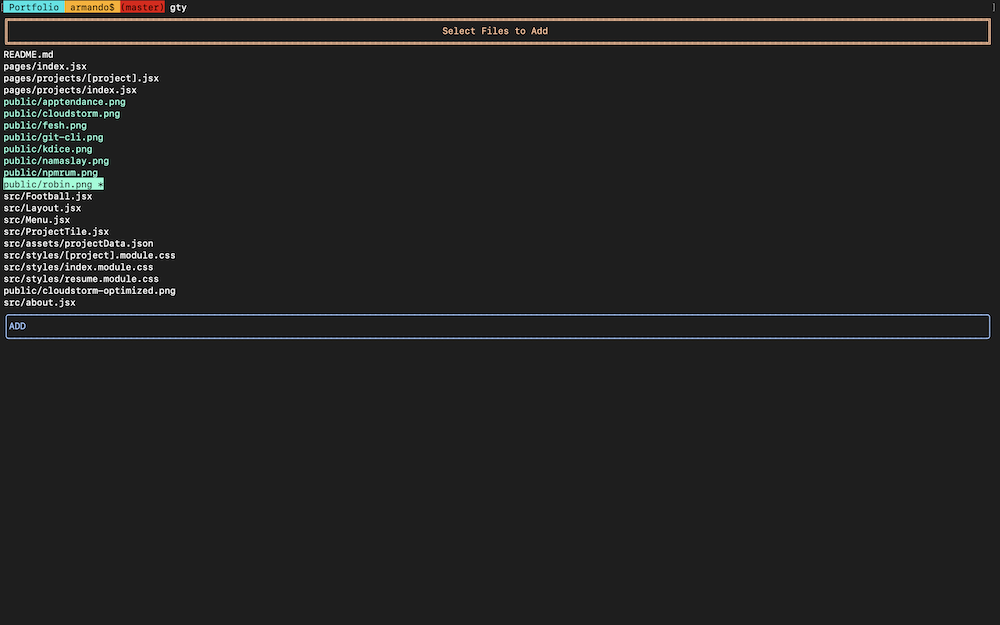 Portfolio armando$ (master) gty
Select Files to Add
README.md
pages/index.jsx
pages/projects/[project].jsx
pages/projects/index.jsx
public/apptendance.png
public/cloudstorm.png
public/fesh.png
public/git-cli.png
public/kdice.png
public/namaslay.png
public/npmrum.png
public/robin.png *
src/Football.jsx
src/Layout.jsx
src/Menu.jsx
src/ProjectTile.jsx
src/assets/projectData.json
src/styles/[project].module.css
src/styles/index.module.css
src/styles/resume.module.css
public/cloudstorm-optimized.png
src/about.jsx
ADD